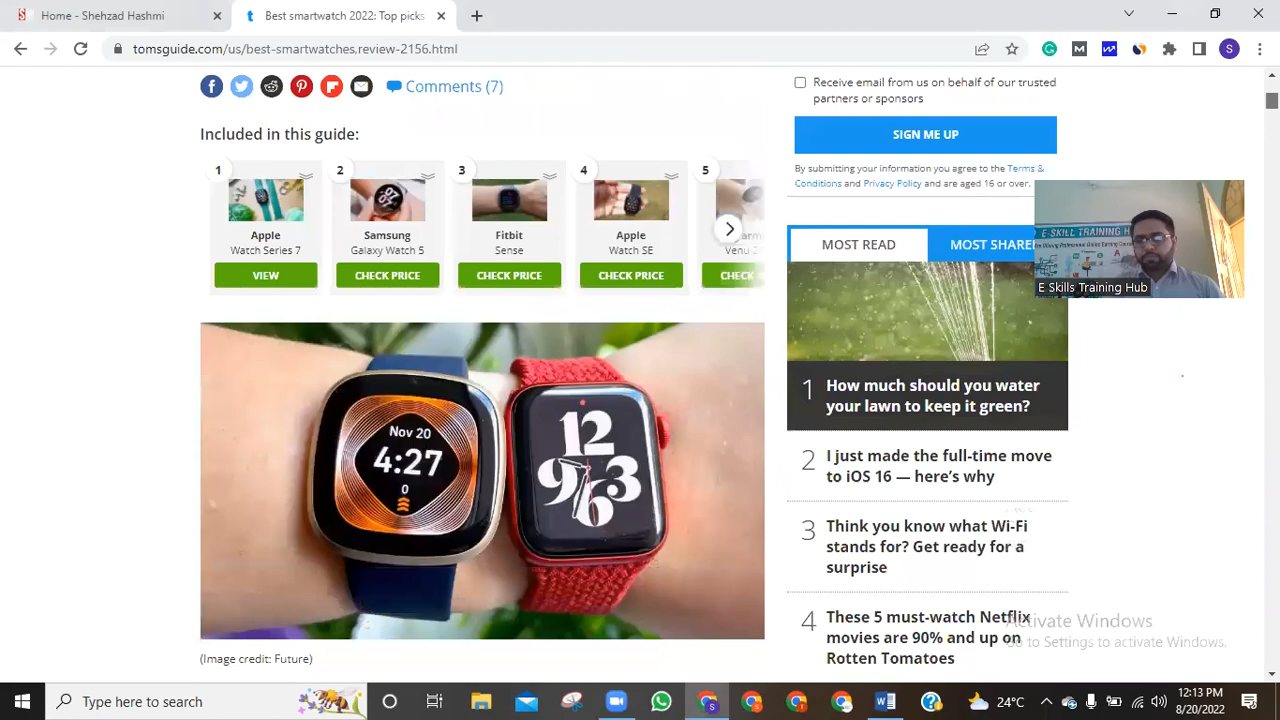 Home - Shehzad Hashmi
Best smartwatch 2022: Top picks
tomsguide.com/us/best-smartwatches,review-2156.html
S
Comments (7)
Included in this guide:
1
Apple
Watch Series 7
VIEW
2
Samsung
Galaxy Watch 5
CHECK PRICE
3
Fitbit
Sense
CHECK PRICE
4
Apple
Watch SE
CHECK PRICE
5
Venu 2
CHECK
Nov 20
4:27
0
12
9 3
6
(Image credit: Future)
Receive email from us on behalf of our trusted
partners or sponsors
SIGN ME UP
By submitting your information you agree to the Terms &
Conditions and Privacy Policy and are aged 16 or over.
MOST READ
MOST SHARE
E-SKILL TRAINING H
E Skills Training Hub
1
How much should you water
your lawn to keep it green?
2
I just made the full-time move
to iOS 16 — here's why
3
Think you know what Wi-Fi
stands for? Get ready for a
surprise
4
These 5 must-watch Netflix
movies are 90% and up on
Rotten Tomatoes
Activate Windows
Go to Settings to activate Windows.
Type here to search
24°C
12:13 PM
8/20/2022